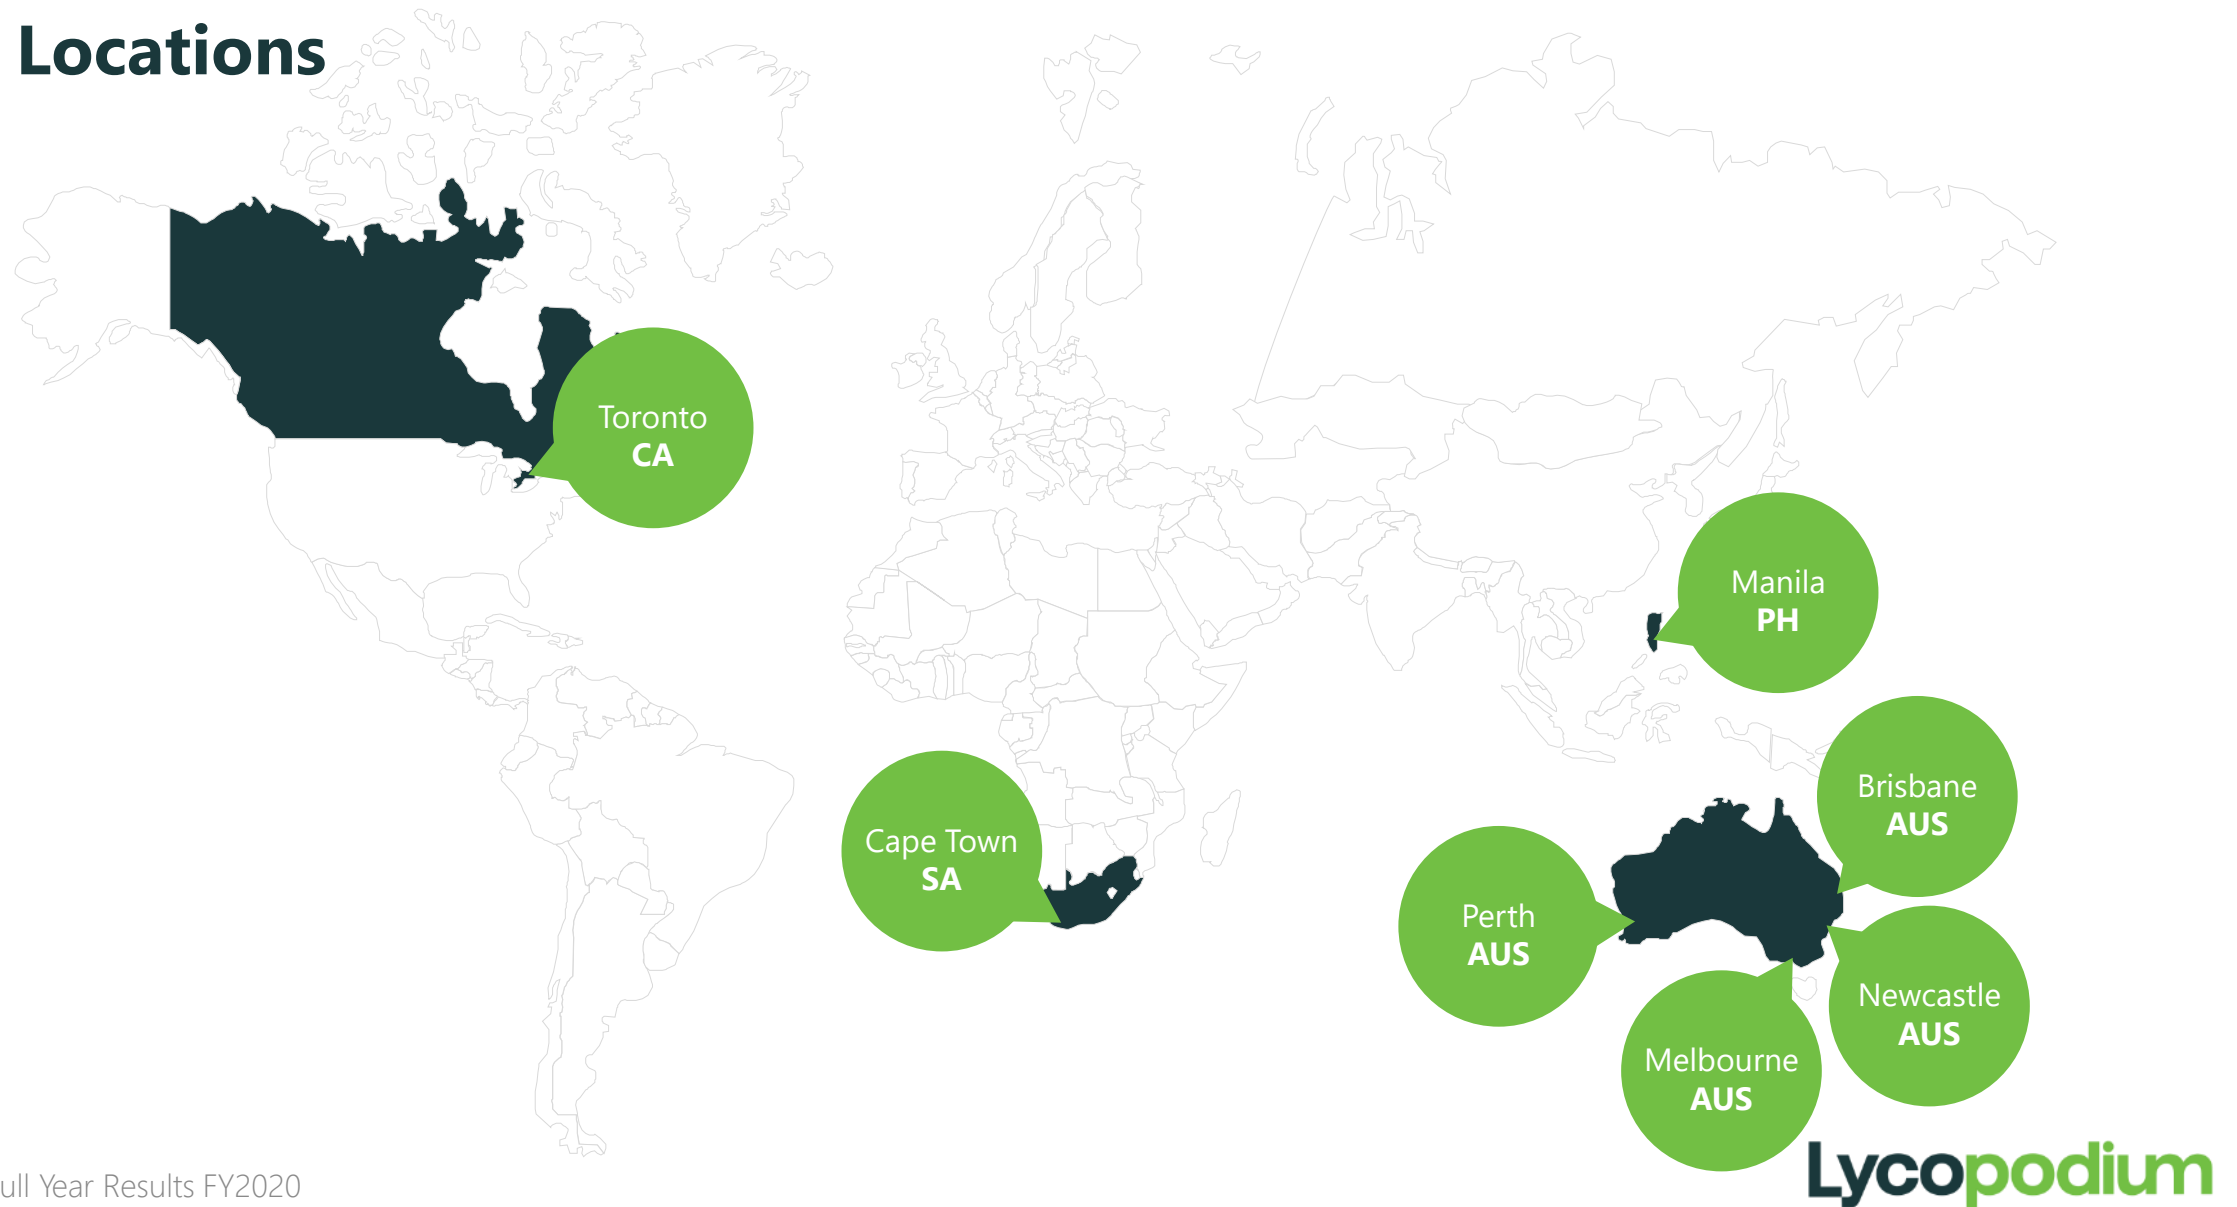 Locations
Toronto
CA
Manila
PH
Brisbane
AUS
Cape Town
SA
Perth
AUS
Newcastle
AUS
Melbourne
AUS
ull Year Results FY2020
Lycopodium